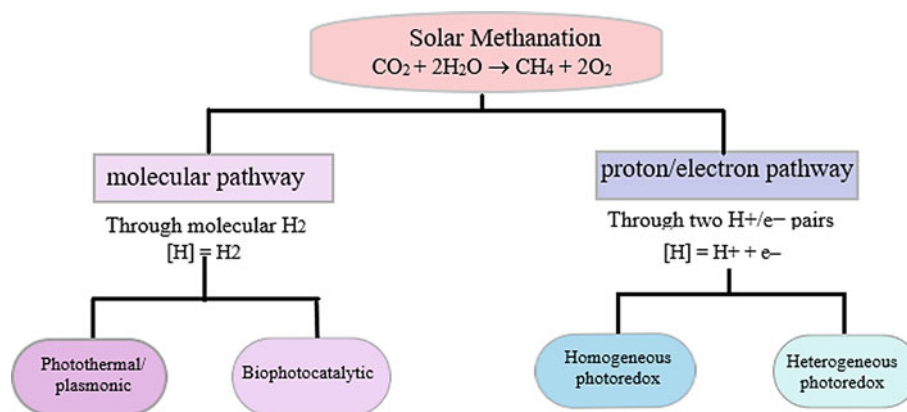 Solar Methanation
CO₂ + 2H₂O → CH₄ + 2O₂
molecular pathway
proton/electron pathway
Through molecular H2
[H] = H2
Through two H+/e− pairs
[H] = H+ + e−
Photothermal/
plasmonic
Biophotocatalytic
Homogeneous
photoredox
Heterogeneous
photoredox